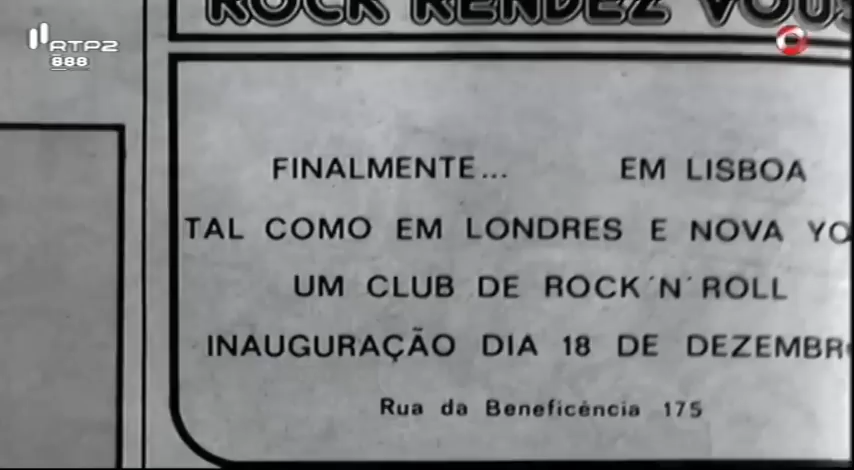 ROCK RENDEZ VOUS
RTP2
888
FINALMENTE... EM LISBOA
TAL COMO EM LONDRES E NOVA YO
UM CLUB DE ROCK´N´ROLL
INAUGURAÇÃO DIA 18 DE DEZEMBR
Rua da Beneficência 175